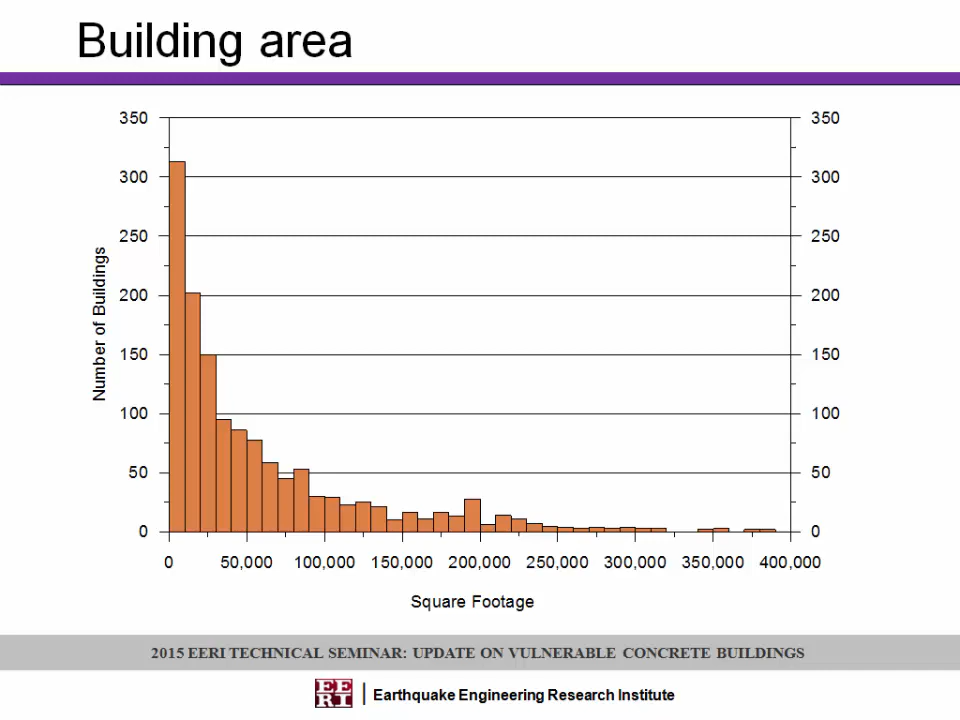 Building area
350 350
300 300
250 250
200 200
150 150
100 100
50 50
0 0
Number of Buildings
0 50,000 100,000 150,000 200,000 250,000 300,000 350,000 400,000
Square Footage
2015 EERI TECHNICAL SEMINAR: UPDATE ON VULNERABLE CONCRETE BUILDINGS
EE
RI
Earthquake Engineering Research Institute